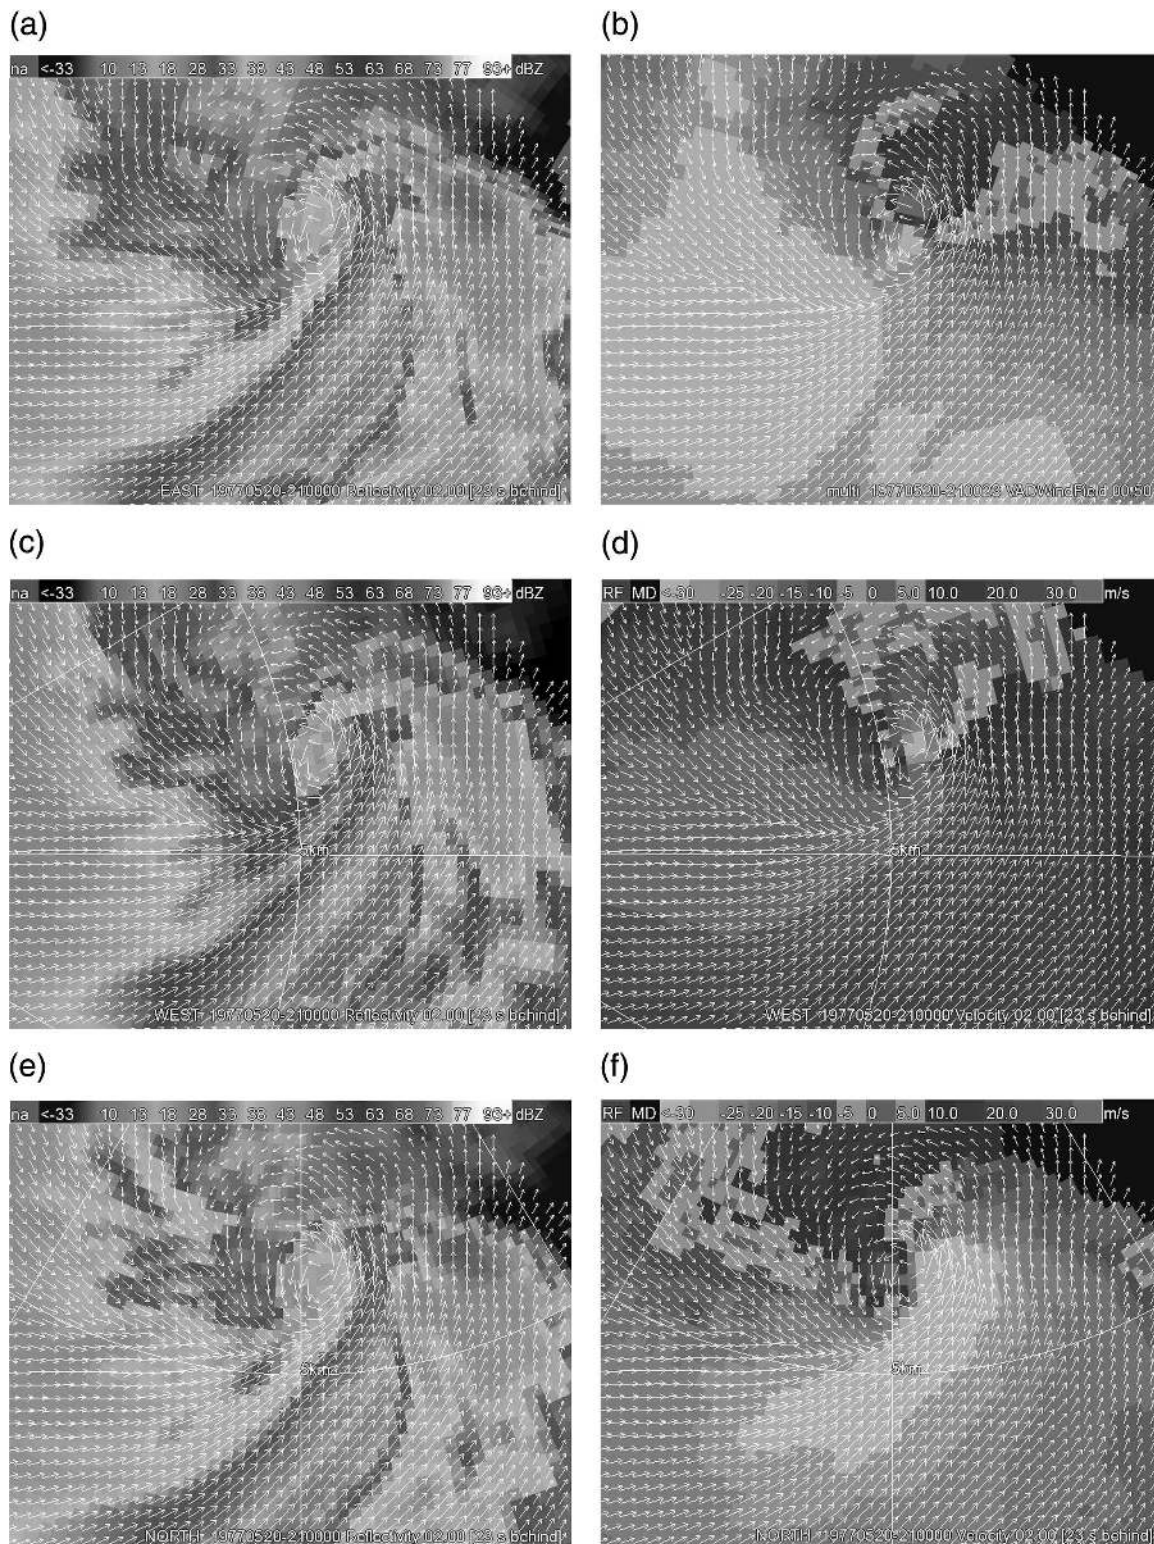 (a)
(b)
na <-33 10 13 18 28 33 38 43 48 53 63 68 73 77 93+ dBZ
EAST 19770520-210000 Reflectivity 02.00 [23 s behind]
multi 19770520-210023 VADWindField 00.50
(c)
(d)
na <-33 10 13 18 28 33 38 43 48 53 63 68 73 77 93+ dBZ
RF MD <-30 -25 -20 -15 -10 -5 0 5.0 10.0 20.0 30.0 m/s
5km
5km
WEST 19770520-210000 Reflectivity 02.00 [23 s behind]
WEST 19770520-210000 Velocity 02.00 [23 s behind]
(e)
(f)
na <-33 10 13 18 28 33 38 43 48 53 63 68 73 77 93+ dBZ
RF MD <-30 -25 -20 -15 -10 -5 0 5.0 10.0 20.0 30.0 m/s
5km
5km
NORTH 19770520-210000 Reflectivity 02.00 [23 s behind]
NORTH 19770520-210000 Velocity 02.00 [23 s behind]